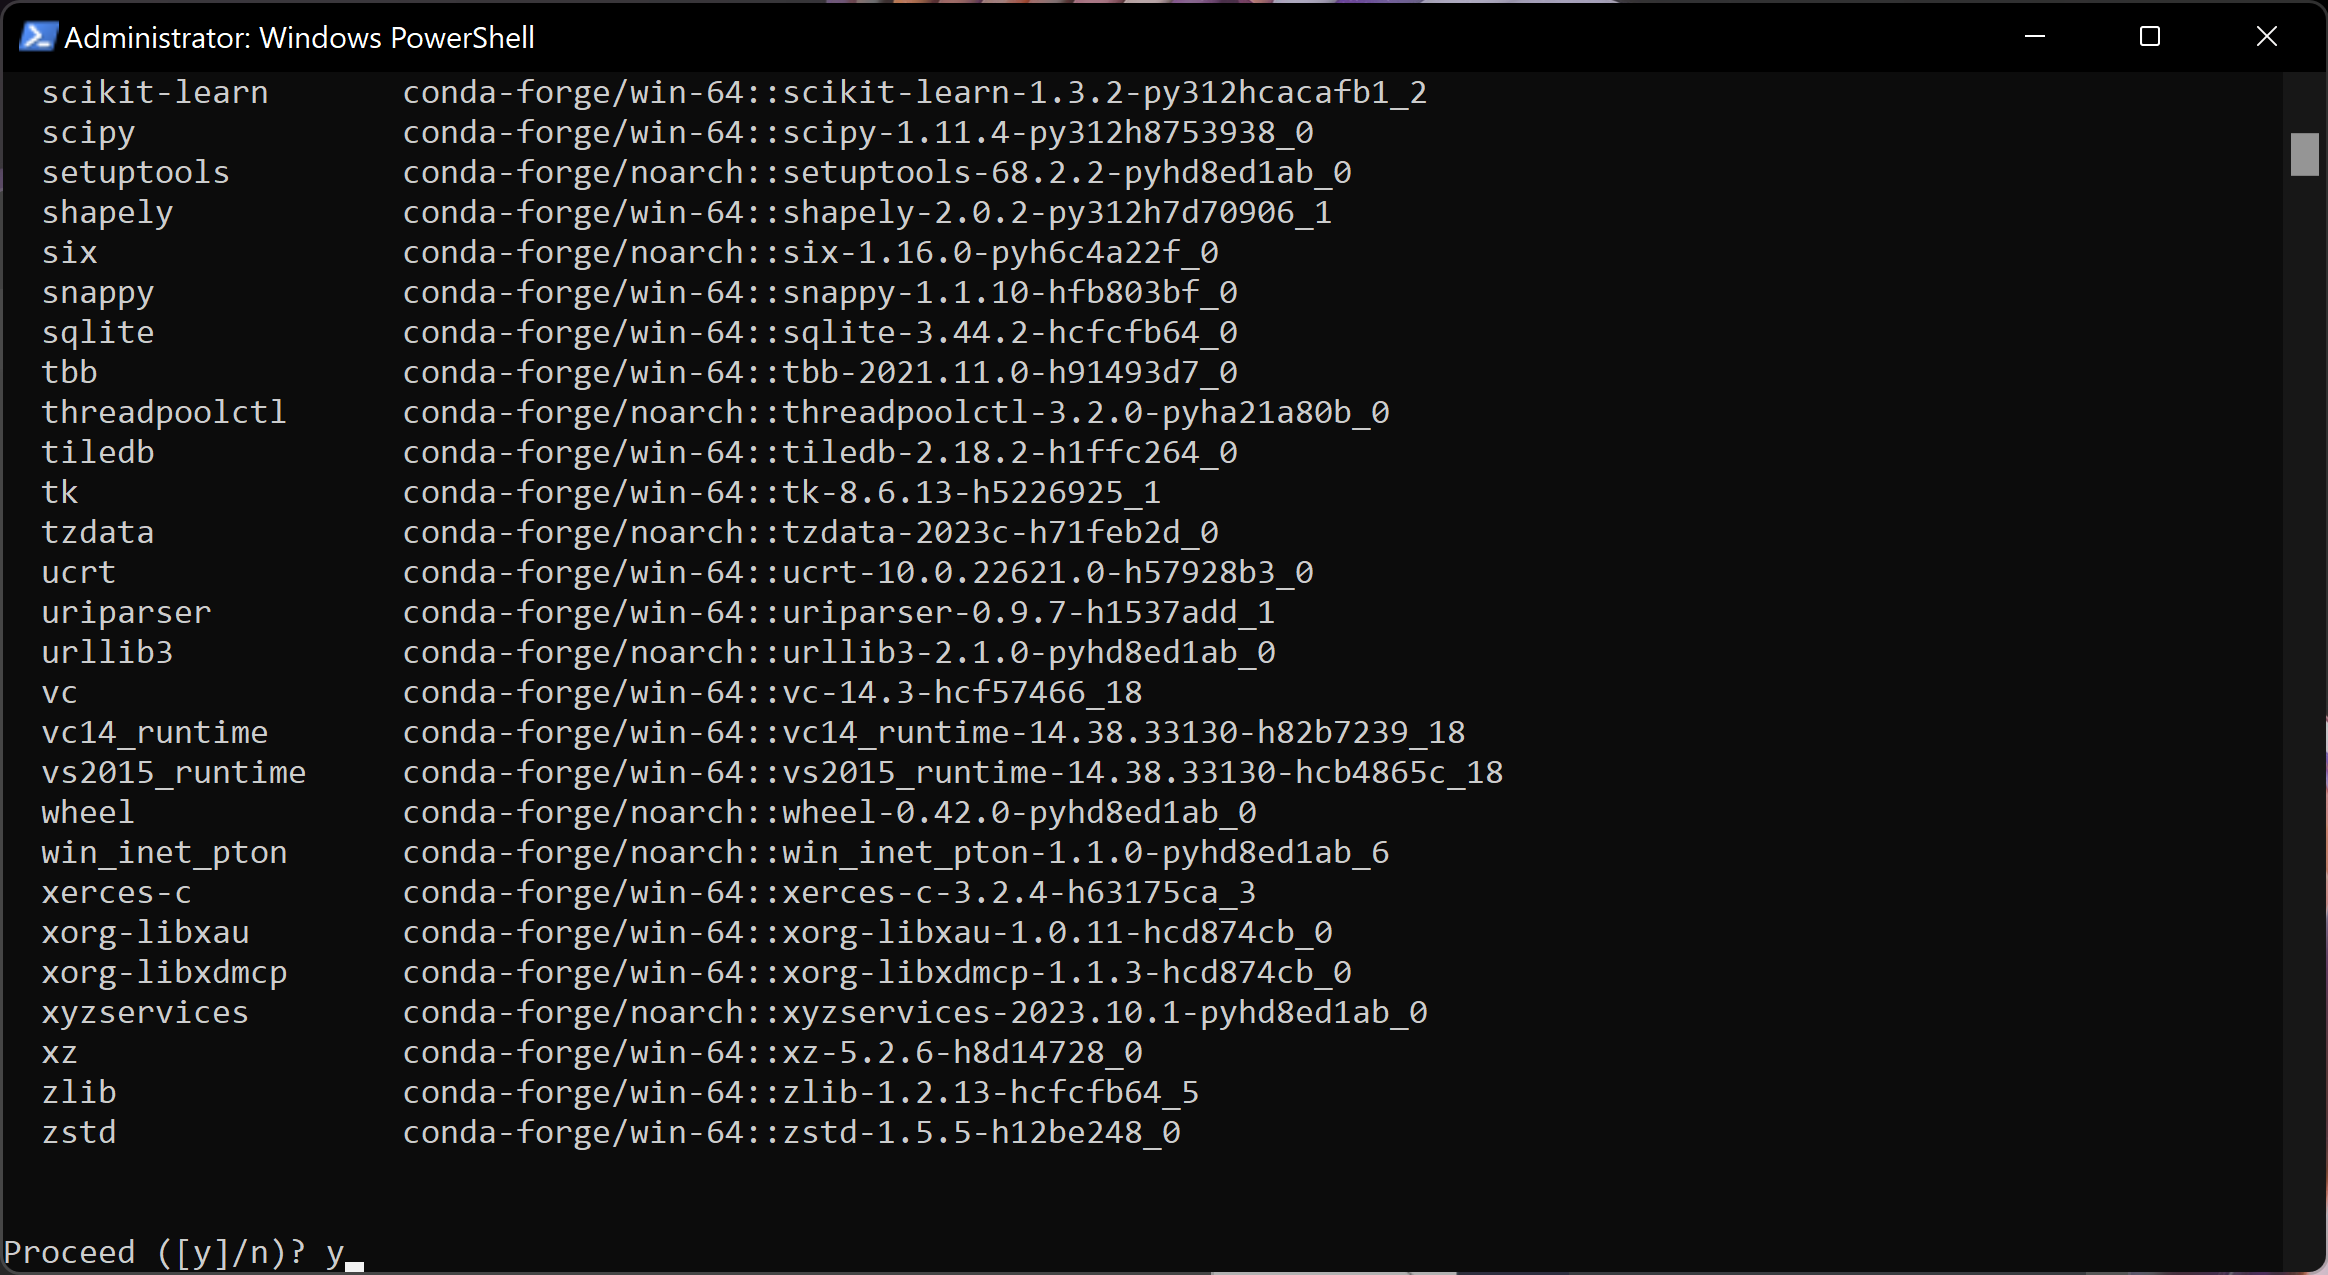 Administrator: Windows PowerShell
scikit-learn conda-forge/win-64::scikit-learn-1.3.2-py312hcacafb1_2
scipy conda-forge/win-64::scipy-1.11.4-py312h8753938_0
setuptools conda-forge/noarch::setuptools-68.2.2-pyhd8ed1ab_0
shapely conda-forge/win-64::shapely-2.0.2-py312h7d70906_1
six conda-forge/noarch::six-1.16.0-pyh6c4a22f_0
snappy conda-forge/win-64::snappy-1.1.10-hfb803bf_0
sqlite conda-forge/win-64::sqlite-3.44.2-hcfcfb64_0
tbb conda-forge/win-64::tbb-2021.11.0-h91493d7_0
threadpoolctl conda-forge/noarch::threadpoolctl-3.2.0-pyha21a80b_0
tiledb conda-forge/win-64::tiledb-2.18.2-h1ffc264_0
tk conda-forge/win-64::tk-8.6.13-h5226925_1
tzdata conda-forge/noarch::tzdata-2023c-h71feb2d_0
ucrt conda-forge/win-64::ucrt-10.0.22621.0-h57928b3_0
uriparser conda-forge/win-64::uriparser-0.9.7-h1537add_1
urllib3 conda-forge/noarch::urllib3-2.1.0-pyhd8ed1ab_0
vc conda-forge/win-64::vc-14.3-hcf57466_18
vc14_runtime conda-forge/win-64::vc14_runtime-14.38.33130-h82b7239_18
vs2015_runtime conda-forge/win-64::vs2015_runtime-14.38.33130-hcb4865c_18
wheel conda-forge/noarch::wheel-0.42.0-pyhd8ed1ab_0
win_inet_pton conda-forge/noarch::win_inet_pton-1.1.0-pyhd8ed1ab_6
xerces-c conda-forge/win-64::xerces-c-3.2.4-h63175ca_3
xorg-libxau conda-forge/win-64::xorg-libxau-1.0.11-hcd874cb_0
xorg-libxdmcp conda-forge/win-64::xorg-libxdmcp-1.1.3-hcd874cb_0
xyzservices conda-forge/noarch::xyzservices-2023.10.1-pyhd8ed1ab_0
xz conda-forge/win-64::xz-5.2.6-h8d14728_0
zlib conda-forge/win-64::zlib-1.2.13-hcfcfb64_5
zstd conda-forge/win-64::zstd-1.5.5-h12be248_0
Proceed ([y]/n)? y